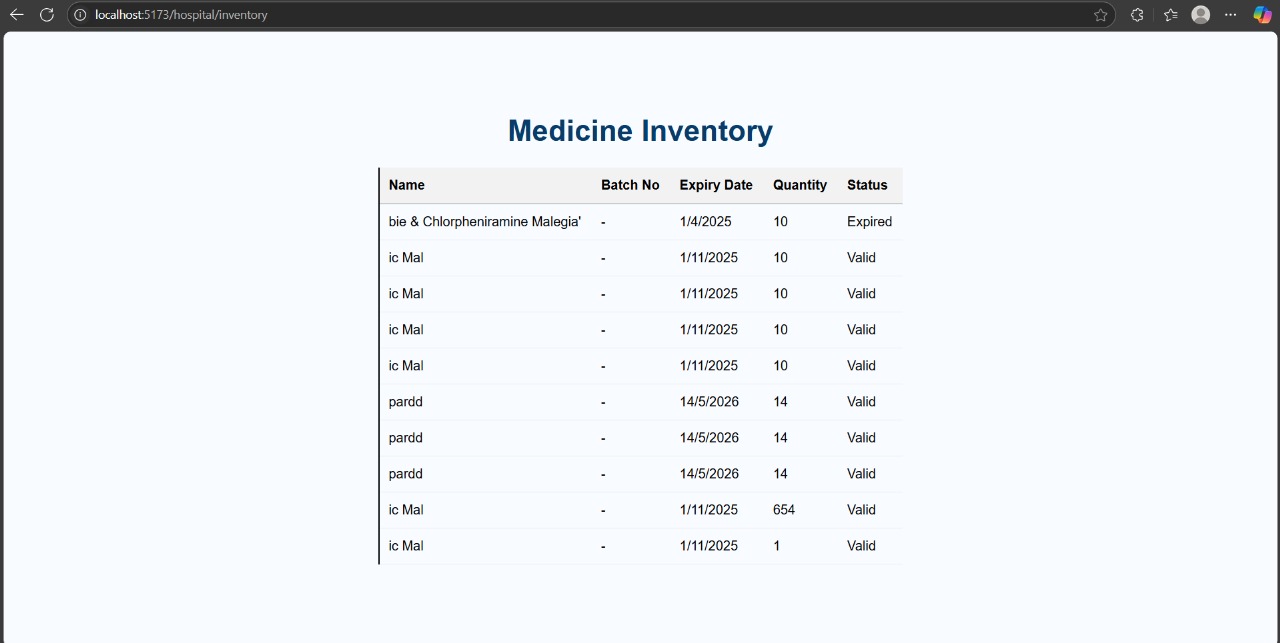 localhost:5173/hospital/inventory
Medicine Inventory
Name Batch No Expiry Date Quantity Status
bie & Chlorpheniramine Malegia' - 1/4/2025 10 Expired
ic Mal - 1/11/2025 10 Valid
ic Mal - 1/11/2025 10 Valid
ic Mal - 1/11/2025 10 Valid
ic Mal - 1/11/2025 10 Valid
pardd - 14/5/2026 14 Valid
pardd - 14/5/2026 14 Valid
pardd - 14/5/2026 14 Valid
ic Mal - 1/11/2025 654 Valid
ic Mal - 1/11/2025 1 Valid